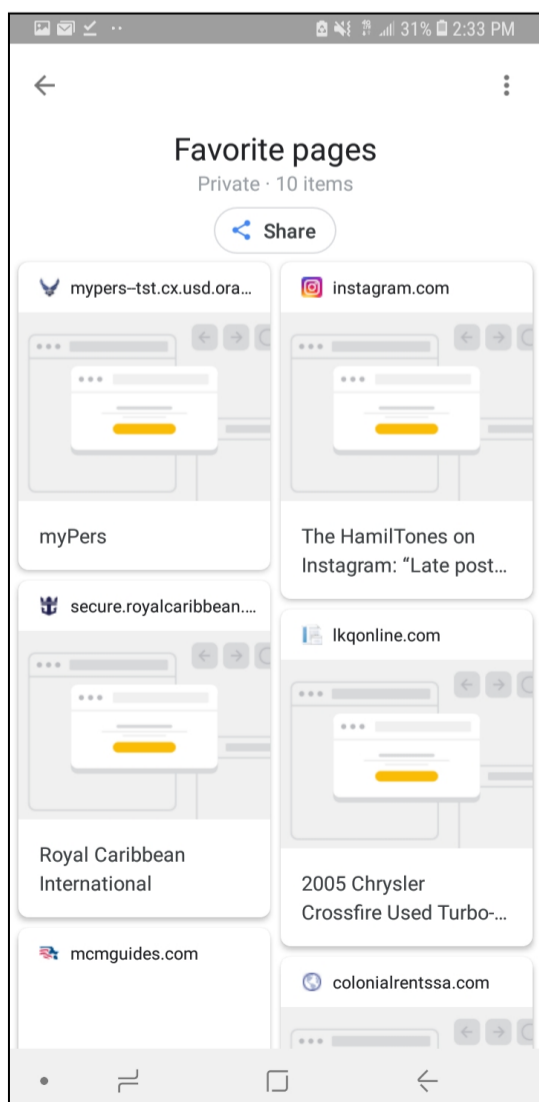 31% 2:33 PM
Favorite pages
Private · 10 items
Share
mypers--tst.cx.usd.ora...
myPers
instagram.com
The HamilTones on
Instagram: “Late post...
secure.royalcaribbean....
Royal Caribbean
International
lkqonline.com
2005 Chrysler
Crossfire Used Turbo-...
mcmguides.com
colonialrentssa.com